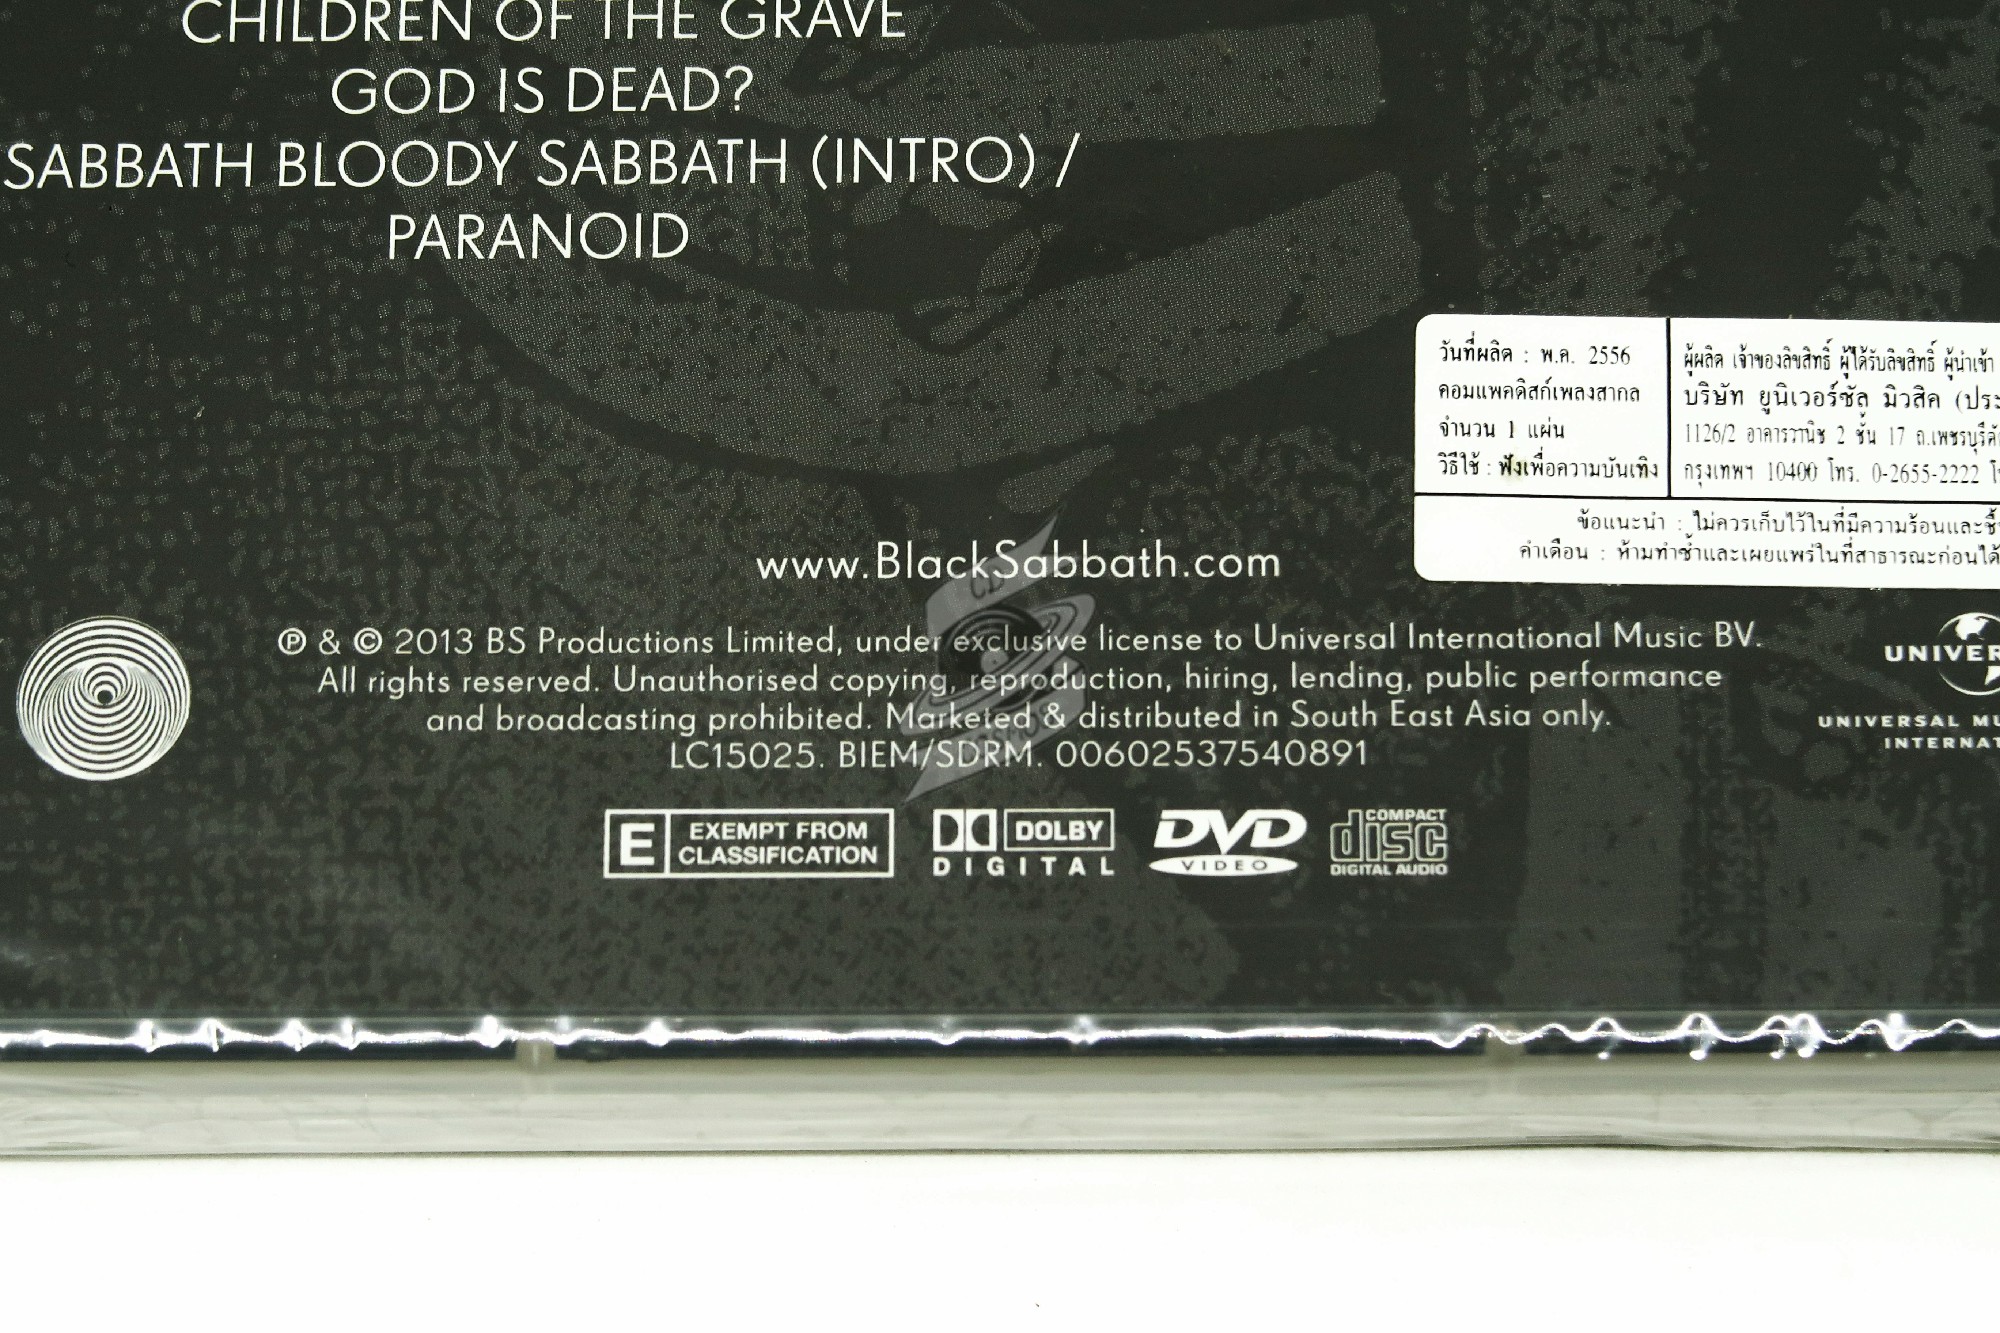 CHILDREN OF THE GRAVE
GOD IS DEAD?
SABBATH BLOODY SABBATH (INTRO) /
PARANOID
วันที่ผลิต : พ.ค. 2556
คอมแพคดิสก์เพลงสากล
จำนวน 1 แผ่น
วิธีใช้ : ฟังเพื่อความบันเทิง
ผู้ผลิต เจ้าของลิขสิทธิ์ ผู้ได้รับลิขสิทธิ์ ผู้นำเข้า
บริษัท ยูนิเวอร์ซัล มิวสิค (ประ
1126/2 อาคารวานิช 2 ชั้น 17 ถ.เพชรบุรีตั
กรุงเทพฯ 10400 โทร. 0-2655-2222
ข้อแนะนำ : ไม่ควรเก็บไว้ในที่มีความร้อนและชื้
คำเตือน : ห้ามทำซ้ำและเผยแพร่ในที่สาธารณะก่อนได้
www.BlackSabbath.com
℗ & © 2013 BS Productions Limited, under exclusive license to Universal International Music BV.
All rights reserved. Unauthorised copying, reproduction, hiring, lending, public performance
and broadcasting prohibited. Marketed & distributed in South East Asia only.
LC15025. BIEM/SDRM. 00602537540891
UNIVER
UNIVERSAL MU
INTERNAT
E EXEMPT FROM
CLASSIFICATION
DOLBY
DIGITAL
DVD
VIDEO
COMPACT
disc
DIGITAL AUDIO